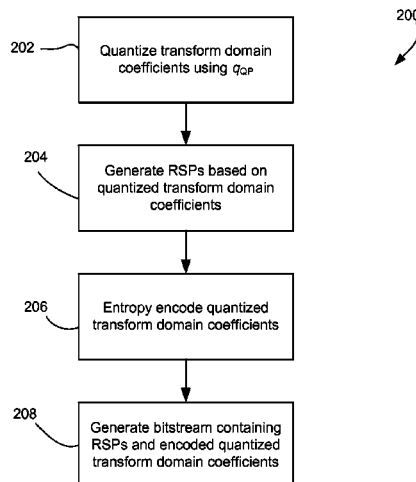 200
202
Quantize transform domain
coefficients using qQP
204
Generate RSPs based on
quantized transform domain
coefficients
206
Entropy encode quantized
transform domain coefficients
208
Generate bitstream containing
RSPs and encoded quantized
transform domain coefficients